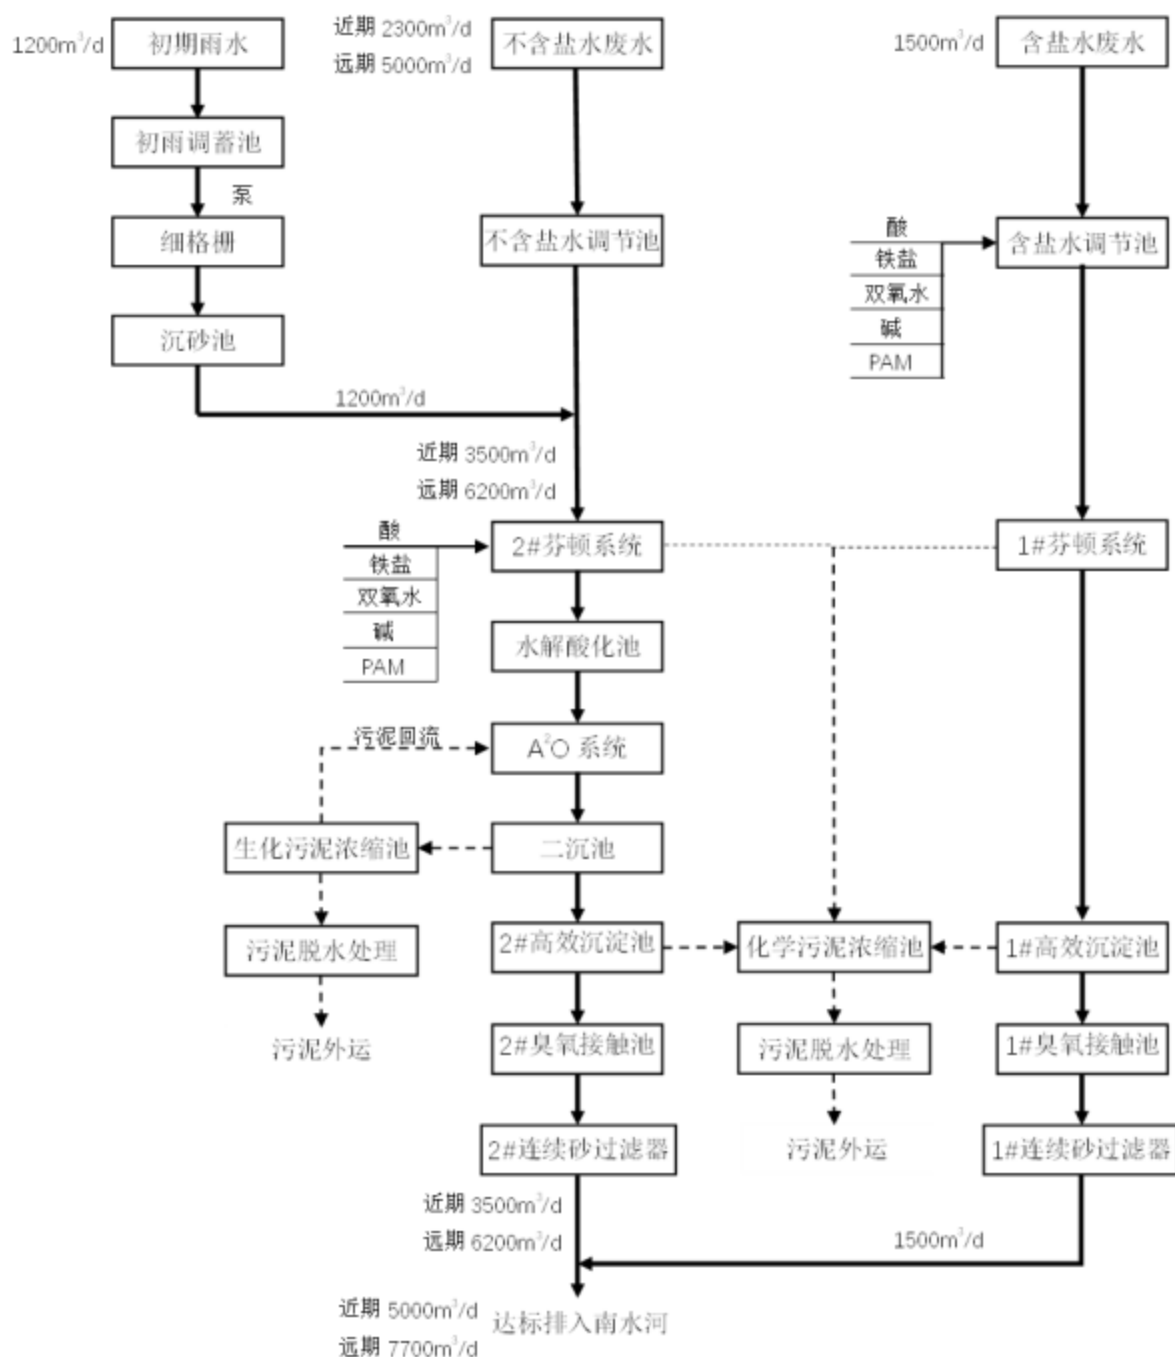 1200m³/d
初期雨水
近期 2300m³/d
远期 5000m³/d
不含盐水废水
1500m³/d
含盐水废水
初雨调蓄池
泵
细格栅
不含盐水调节池
酸
铁盐
双氧水
碱
PAM
含盐水调节池
沉砂池
1200m³/d
近期 3500m³/d
远期 6200m³/d
酸
铁盐
双氧水
碱
PAM
2#芬顿系统
1#芬顿系统
水解酸化池
污泥回流
A²O 系统
生化污泥浓缩池
二沉池
污泥脱水处理
2#高效沉淀池
化学污泥浓缩池
1#高效沉淀池
污泥外运
2#臭氧接触池
污泥脱水处理
1#臭氧接触池
2#连续砂过滤器
污泥外运
1#连续砂过滤器
近期 3500m³/d
远期 6200m³/d
1500m³/d
近期 5000m³/d
远期 7700m³/d
达标排入南水河